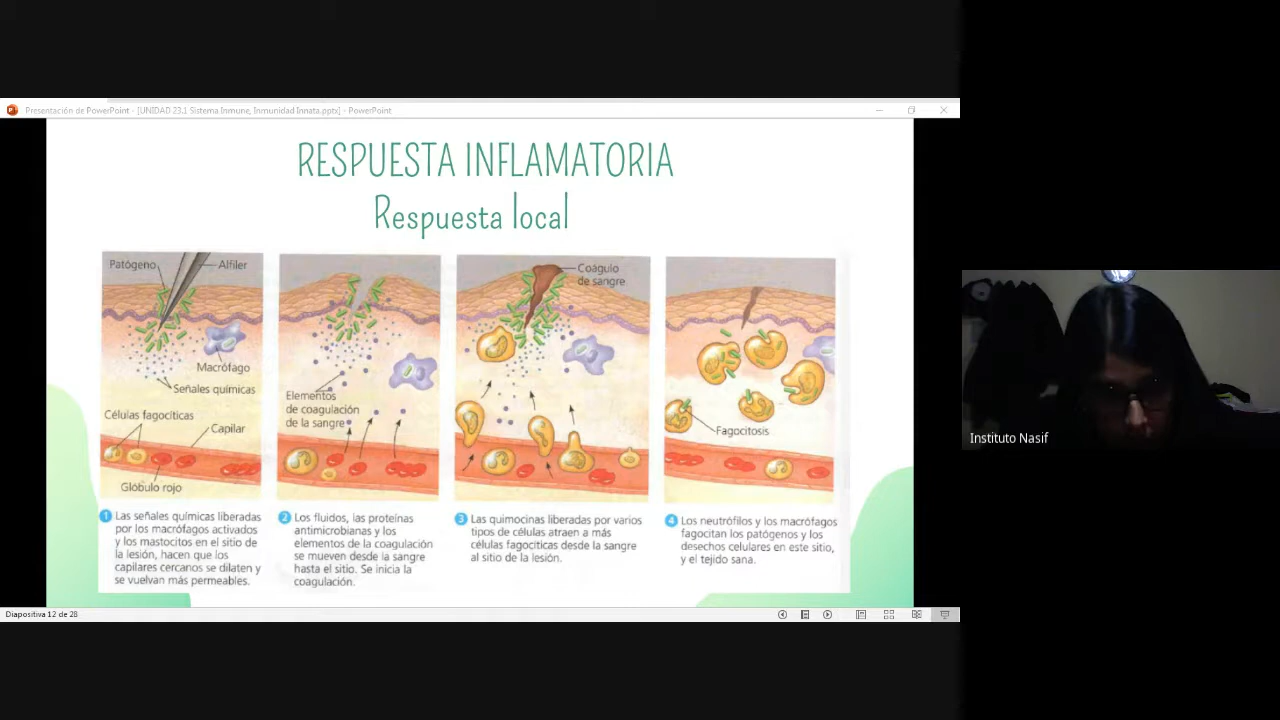 Presentación de PowerPoint - [UNIDAD 23.1 Sistema Inmune, Inmunidad Innata.pptx] - PowerPoint
RESPUESTA INFLAMATORIA
Respuesta local
Patógeno
Alfiler
Macrófago
Señales químicas
Células fagocíticas
Capilar
Glóbulo rojo
1 Las señales químicas liberadas
por los macrófagos activados
y los mastocitos en el sitio de
la lesión, hacen que los
capilares cercanos se dilaten y
se vuelvan más permeables.
Elementos
de coagulación
de la sangre
2 Los fluidos, las proteínas
antimicrobianas y los
elementos de la coagulación
se mueven desde la sangre
hasta el sitio. Se inicia la
coagulación.
Coágulo
de sangre
3 Las quimocinas liberadas por varios
tipos de células atraen a más
células fagocíticas desde la sangre
al sitio de la lesión.
Fagocitosis
4 Los neutrófilos y los macrófagos
fagocitan los patógenos y los
desechos celulares en este sitio,
y el tejido sana.
Diapositiva 12 de 28
Instituto Nasif